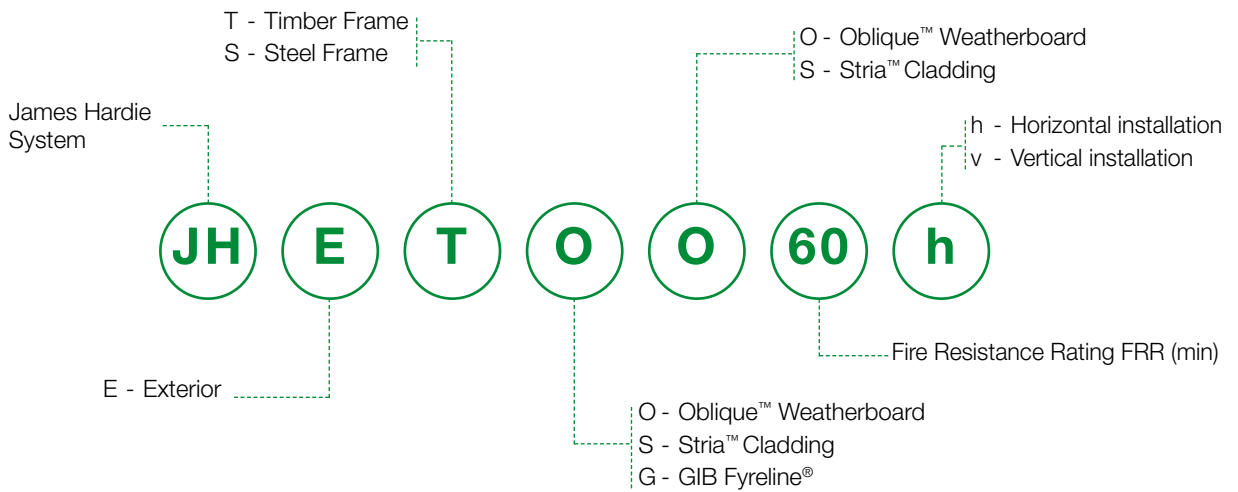 T - Timber Frame
S - Steel Frame
O - Oblique™ Weatherboard
S - Stria™ Cladding
James Hardie
System
h - Horizontal installation
v - Vertical installation
JH E T O O 60 h
Fire Resistance Rating FRR (min)
E - Exterior
O - Oblique™ Weatherboard
S - Stria™ Cladding
G - GIB Fyreline®